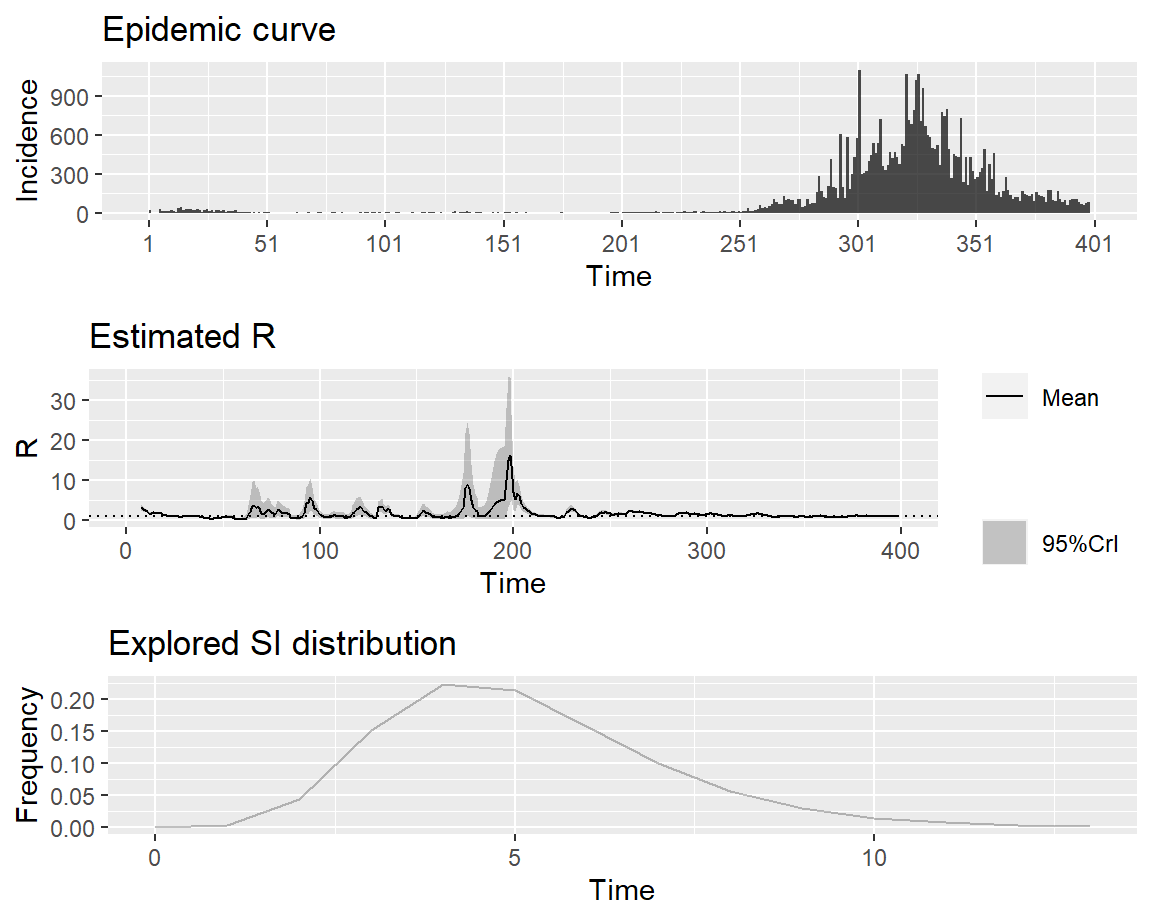 Epidemic curve
Incidence
900
600
300
0
1 51 101 151 201 251 301 351 401
Time
Estimated R
R
30
20
10
0
0 100 200 300 400
Time
Mean
95%CrI
Explored SI distribution
Frequency
0.20
0.15
0.10
0.05
0.00
0 5 10
Time